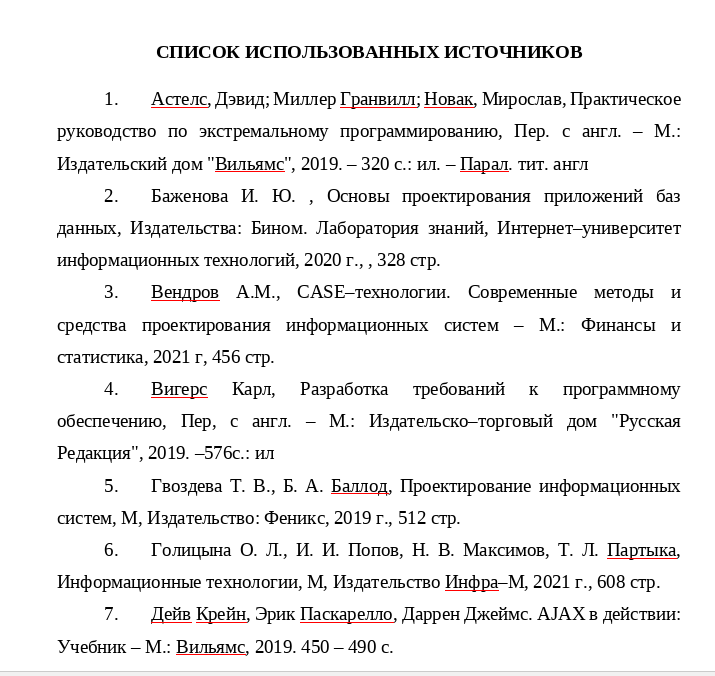 СПИСОК ИСПОЛЬЗОВАННЫХ ИСТОЧНИКОВ
1. Астелс, Дэвид; Миллер Гранвилл; Новак, Мирослав, Практическое
руководство по экстремальному программированию, Пер. с англ. – М.:
Издательский дом "Вильямс", 2019. – 320 с.: ил. – Парал. тит. англ
2. Баженова И. Ю. , Основы проектирования приложений баз
данных, Издательства: Бином. Лаборатория знаний, Интернет–университет
информационных технологий, 2020 г., , 328 стр.
3. Вендров А.М., CASE–технологии. Современные методы и
средства проектирования информационных систем – М.: Финансы и
статистика, 2021 г, 456 стр.
4. Вигерс Карл, Разработка требований к программному
обеспечению, Пер, с англ. – М.: Издательско–торговый дом "Русская
Редакция", 2019. –576с.: ил
5. Гвоздева Т. В., Б. А. Баллод, Проектирование информационных
систем, М, Издательство: Феникс, 2019 г., 512 стр.
6. Голицына О. Л., И. И. Попов, Н. В. Максимов, Т. Л. Партыка,
Информационные технологии, М, Издательство Инфра–М, 2021 г., 608 стр.
7. Дейв Крейн, Эрик Паскарелло, Даррен Джеймс. AJAX в действии:
Учебник – М.: Вильямс, 2019. 450 – 490 с.